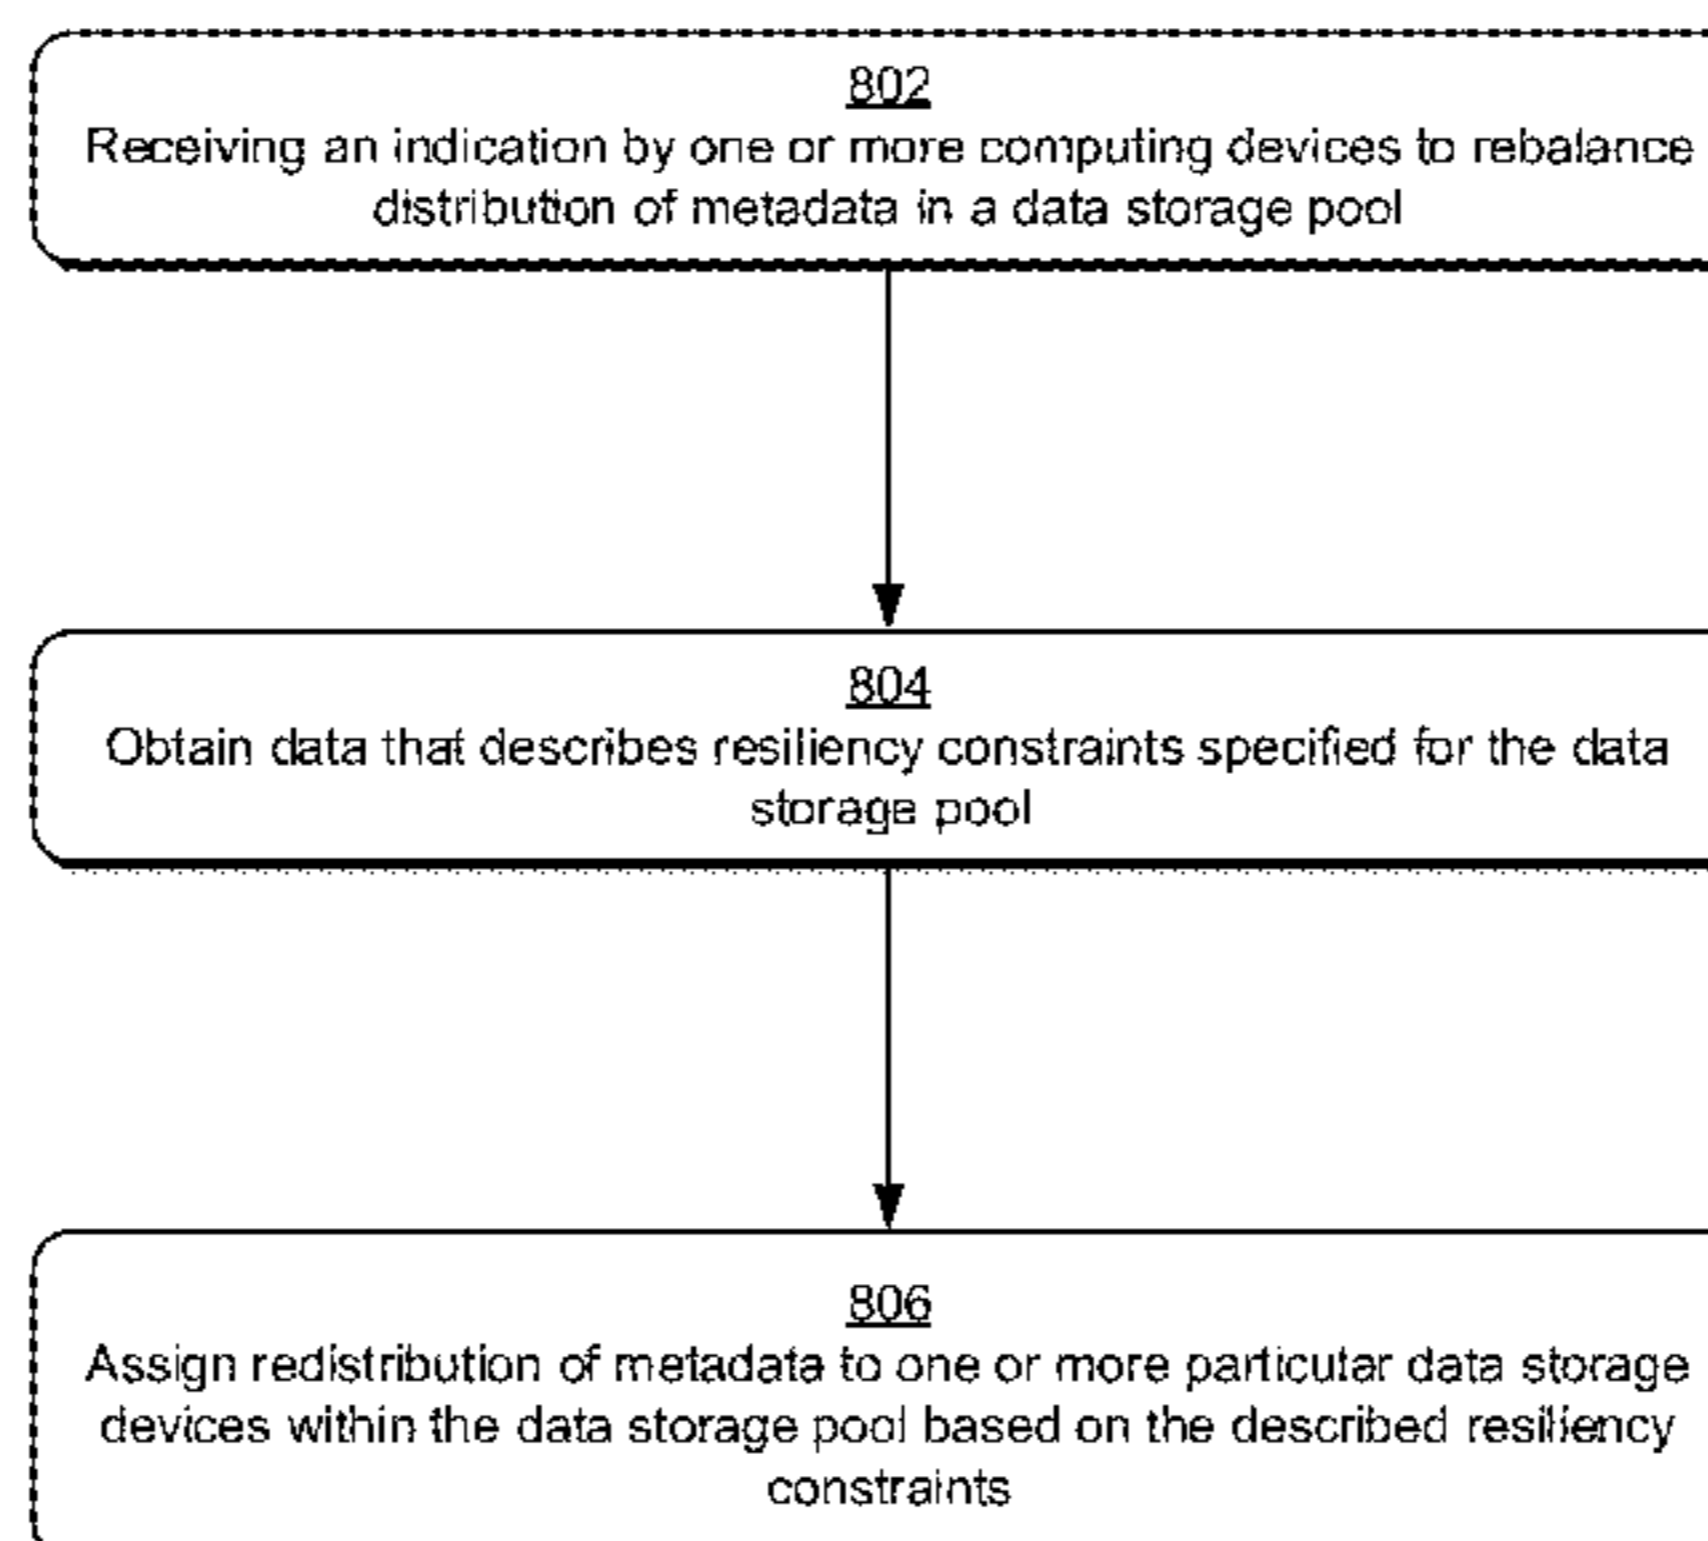 802
Receiving an indication by one or more computing devices to rebalance
distribution of metadata in a data storage pool
804
Obtain data that describes resiliency constraints specified for the data
storage pool
806
Assign redistribution of metadata to one or more particular data storage
devices within the data storage pool based on the described resiliency
constraints